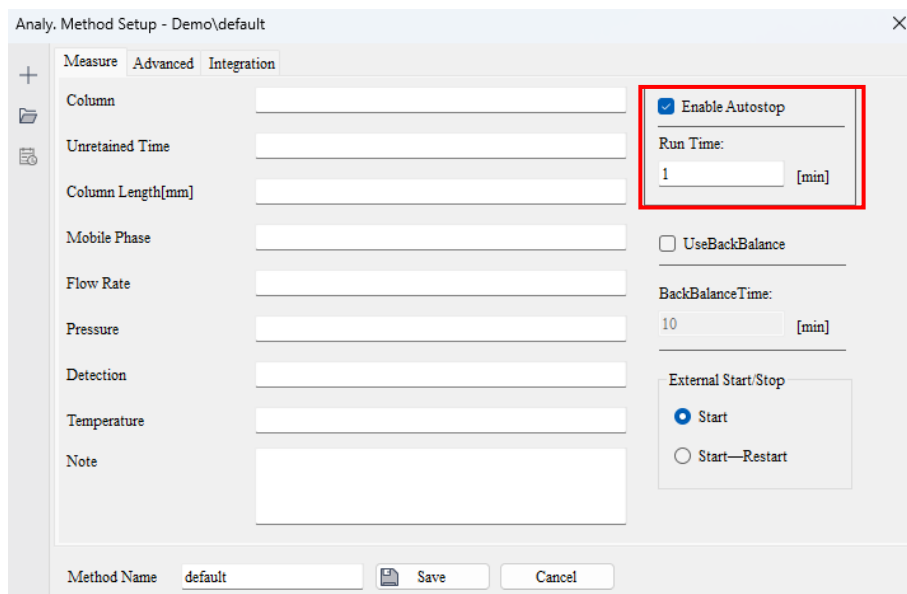 Analy. Method Setup - Demo\default
Measure Advanced Integration
Column
Unretained Time
Column Length[mm]
Mobile Phase
Flow Rate
Pressure
Detection
Temperature
Note
Enable Autostop
Run Time:
1 [min]
UseBackBalance
BackBalanceTime:
10 [min]
External Start/Stop
Start
Start—Restart
Method Name default Save Cancel